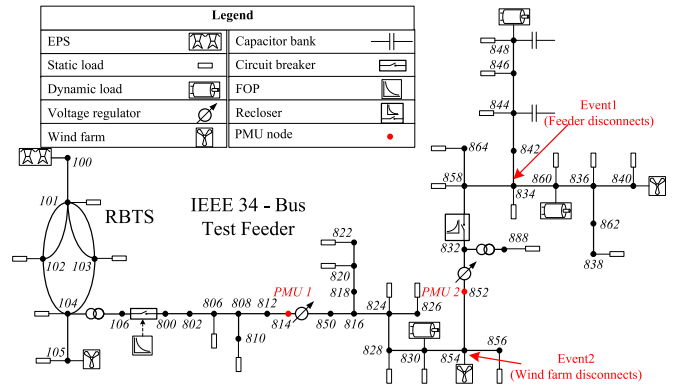 Legend
EPS
Capacitor bank
Static load
Circuit breaker
Dynamic load
FOP
Voltage regulator
Recloser
Wind farm
PMU node
848
846
844
Event1
(Feeder disconnects)
842
864
858
834
860
836
840
862
838
100
101
RBTS
IEEE 34 - Bus
Test Feeder
102
103
822
820
818
832
888
PMU 1
PMU 2
852
104
106
800
802
806
808
812
814
850
816
824
826
810
105
828
830
854
856
Event2
(Wind farm disconnects)